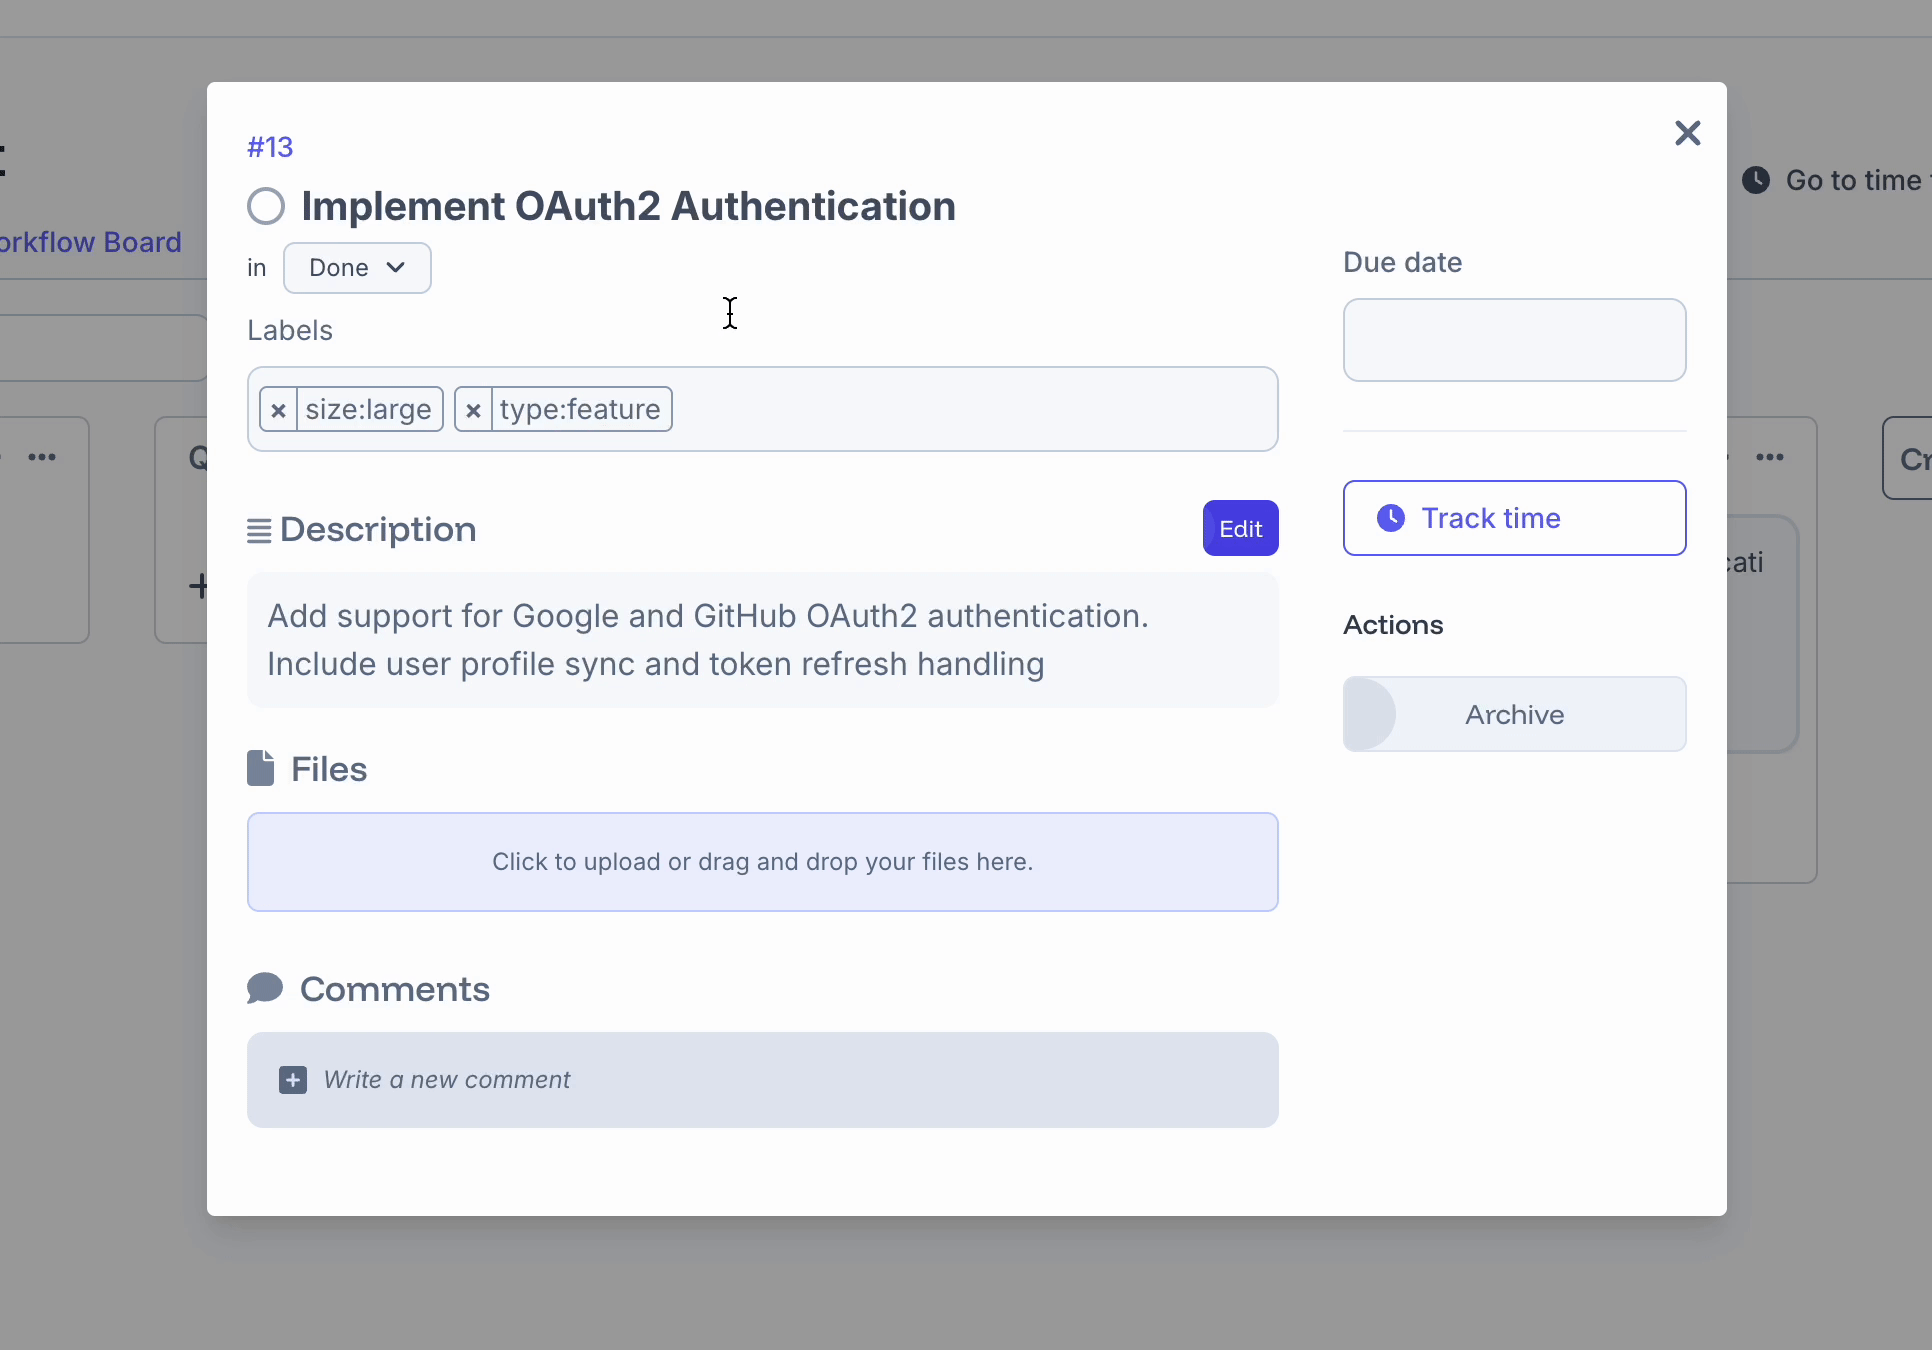 #13
Implement OAuth2 Authentication
Go to time
orkflow Board
in Done
Due date
Labels
size:large type:feature
Q
Cr
Description
Edit
Track time
cati
Add support for Google and GitHub OAuth2 authentication.
Include user profile sync and token refresh handling
Actions
Archive
Files
Click to upload or drag and drop your files here.
Comments
Write a new comment